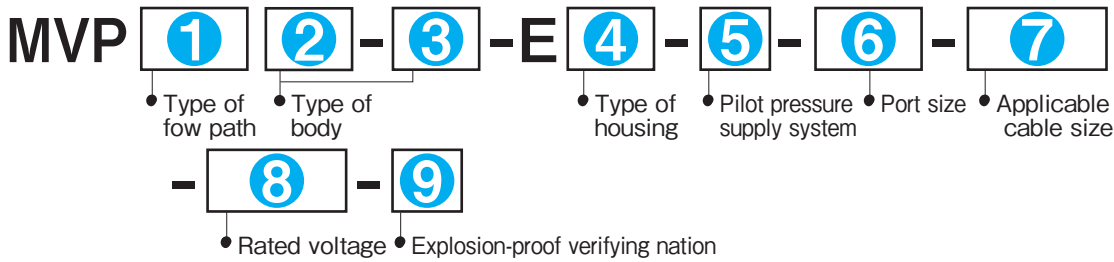 MVP 1 2 - 3 - E 4 - 5 - 6 - 7
Type of fow path
Type of body
Type of housing
Pilot pressure supply system
Port size
Applicable cable size
- 8 - 9
Rated voltage
Explosion-proof verifying nation